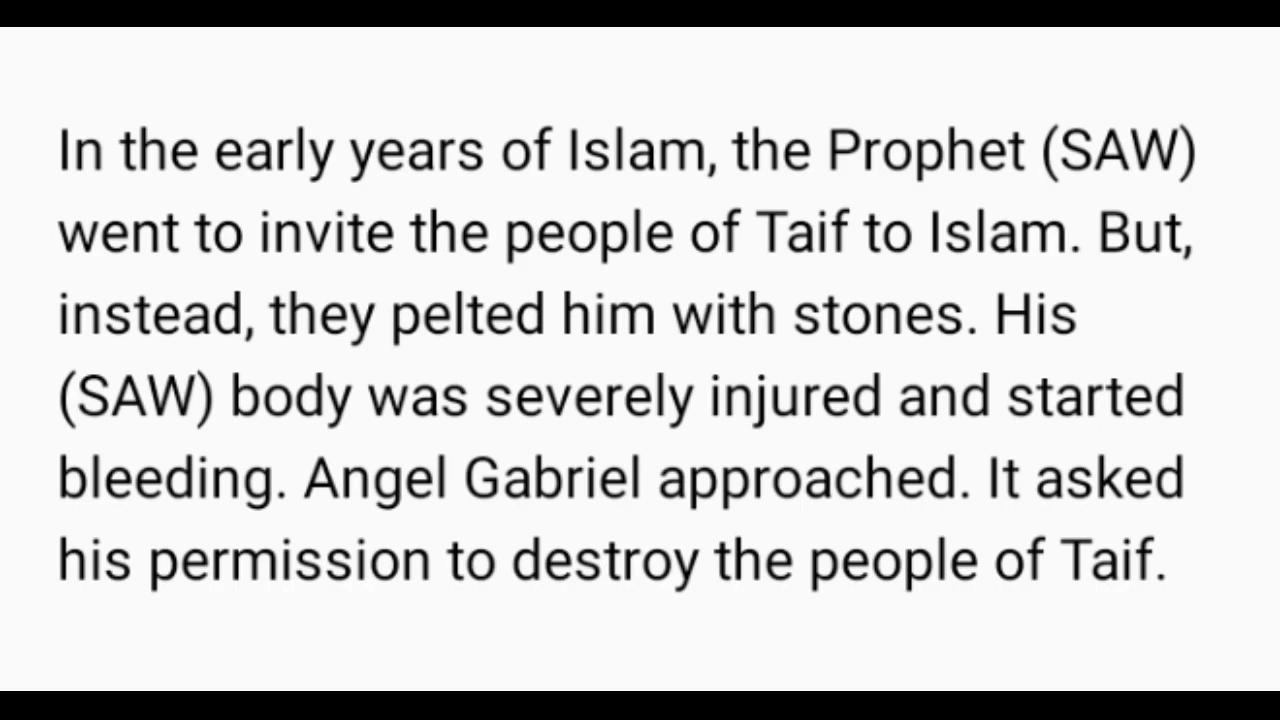 In the early years of Islam, the Prophet (SAW)
went to invite the people of Taif to Islam. But,
instead, they pelted him with stones. His
(SAW) body was severely injured and started
bleeding. Angel Gabriel approached. It asked
his permission to destroy the people of Taif.